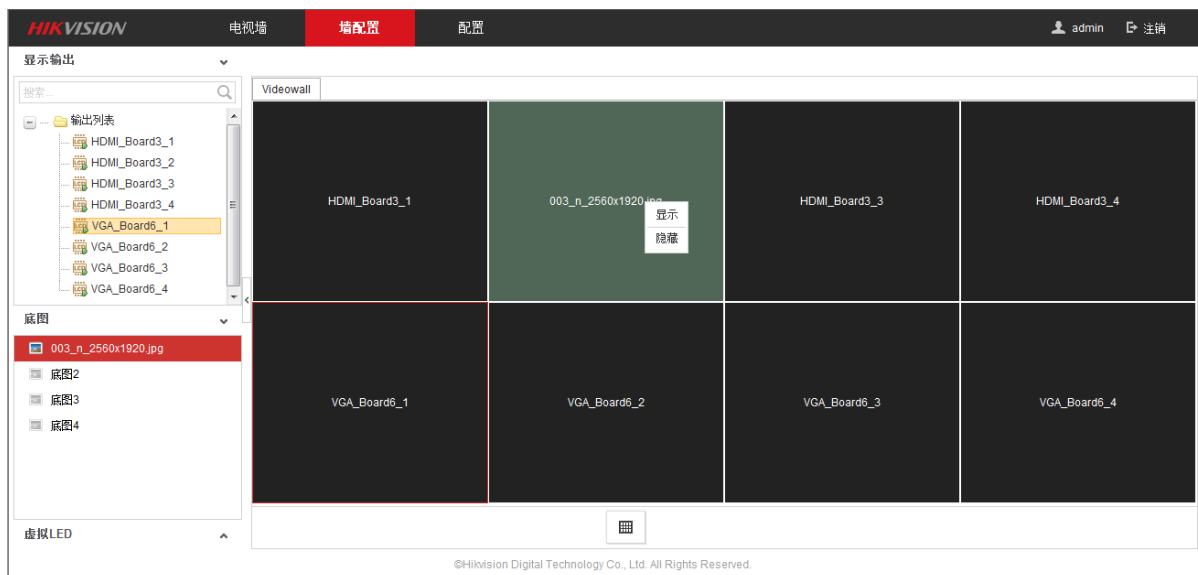 HIKVISION 电视墙 墙配置 配置 admin 注销
显示输出
搜索...
输出列表
HDMI_Board3_1
HDMI_Board3_2
HDMI_Board3_3
HDMI_Board3_4
VGA_Board6_1
VGA_Board6_2
VGA_Board6_3
VGA_Board6_4
底图
003_n_2560x1920.jpg
底图2
底图3
底图4
虚拟LED
Videowall
HDMI_Board3_1 003_n_2560x1920.jpg HDMI_Board3_3 HDMI_Board3_4
显示
隐藏
VGA_Board6_1 VGA_Board6_2 VGA_Board6_3 VGA_Board6_4
©Hikvision Digital Technology Co., Ltd. All Rights Reserved.